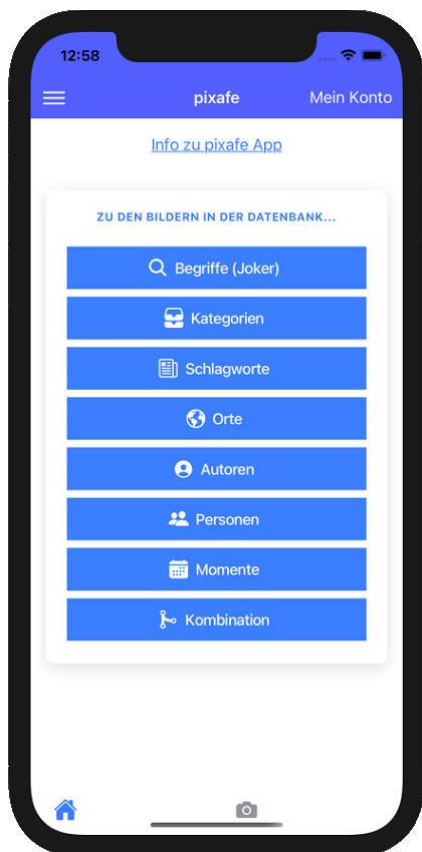 12:58
pixafe
Mein Konto
Info zu pixafe App
ZU DEN BILDERN IN DER DATENBANK...
Begriffe (Joker)
Kategorien
Schlagworte
Orte
Autoren
Personen
Momente
Kombination